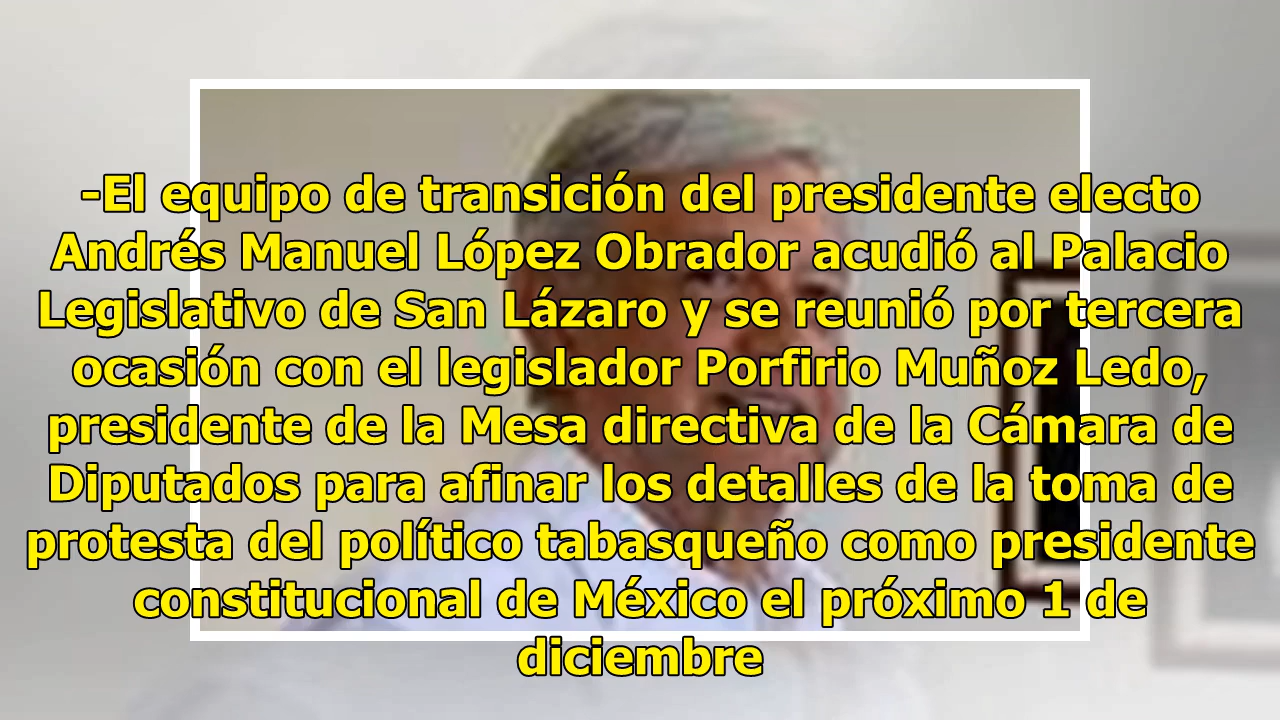 -El equipo de transición del presidente electo
Andrés Manuel López Obrador acudió al Palacio
Legislativo de San Lázaro y se reunió por tercera
ocasión con el legislador Porfirio Muñoz Ledo,
presidente de la Mesa directiva de la Cámara de
Diputados para afinar los detalles de la toma de
protesta del político tabasqueño como presidente
constitucional de México el próximo 1 de
diciembre